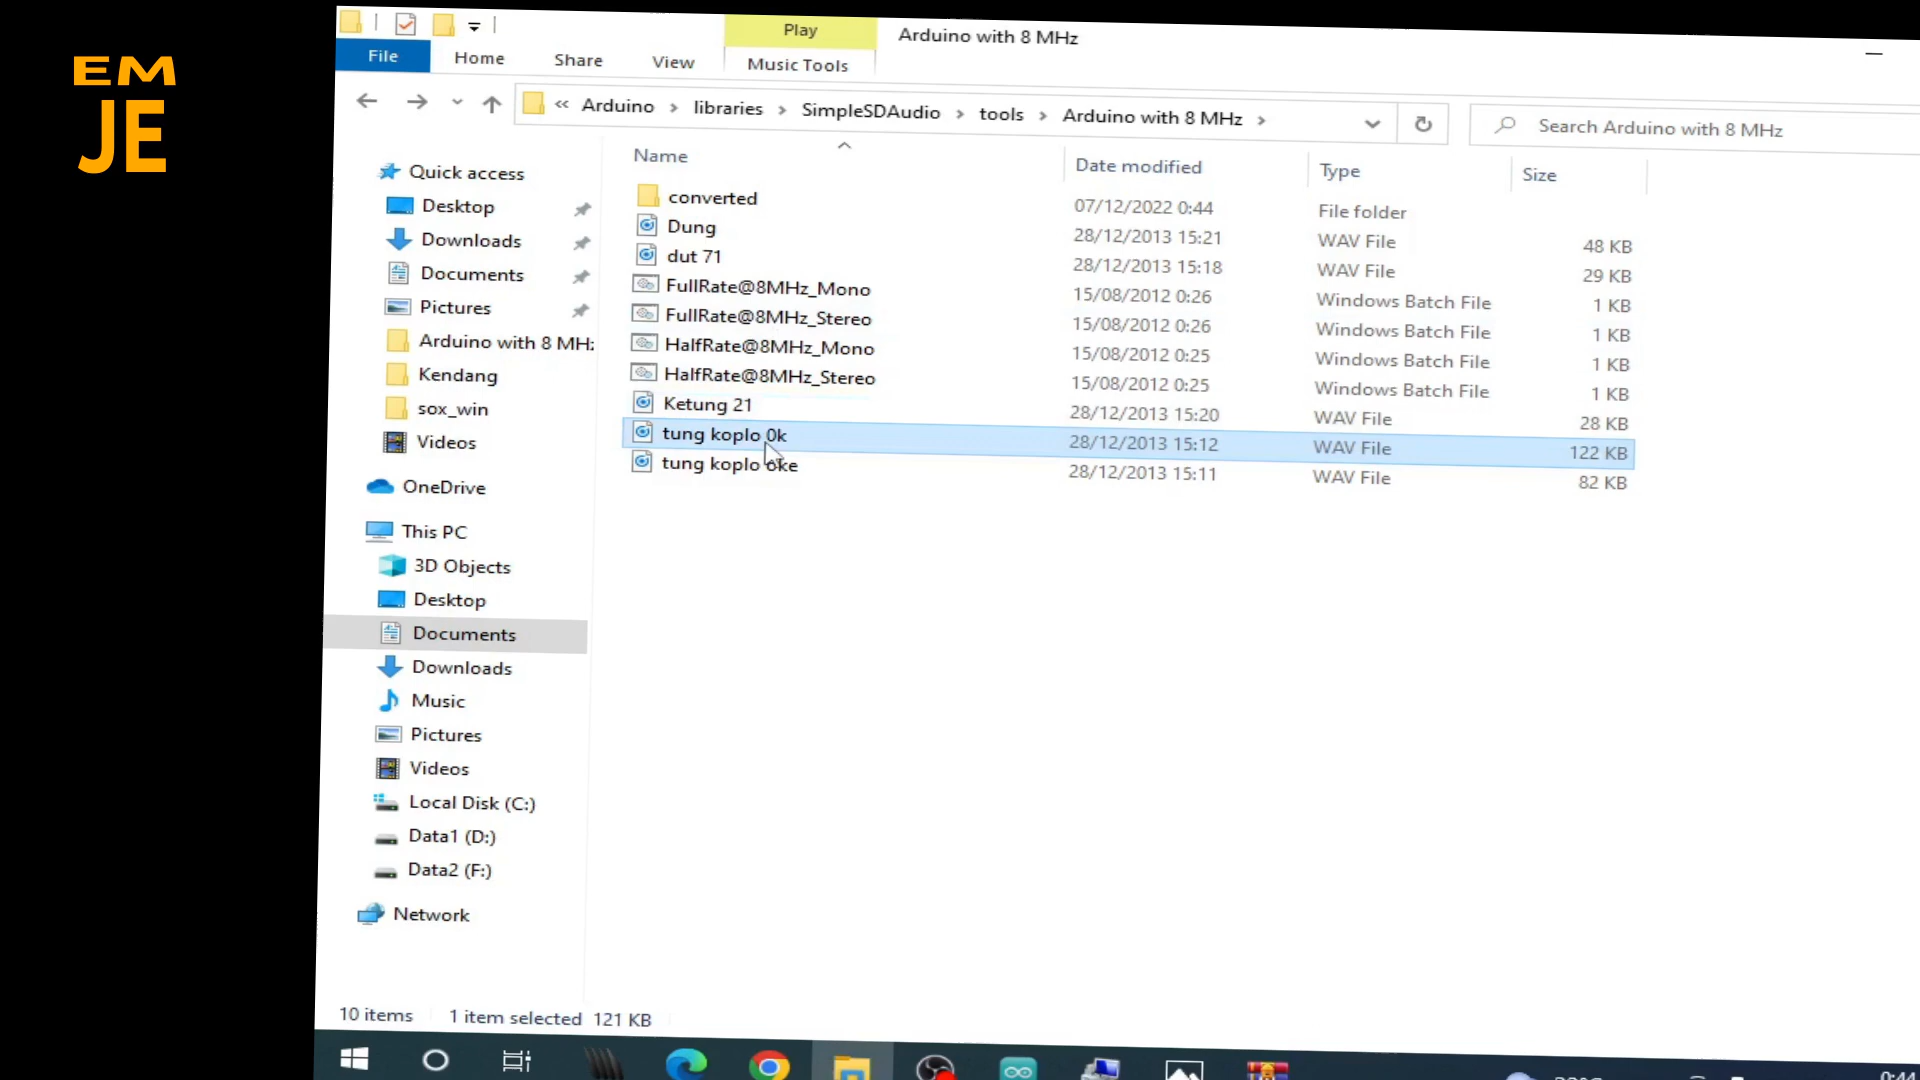 EM
JE
Play
Arduino with 8 MHz
File
Home
Share
View
Music Tools
« Arduino > libraries > SimpleSDAudio > tools > Arduino with 8 MHz >
Search Arduino with 8 MHz
Name
Date modified
Type
Size
converted 07/12/2022 0:44 File folder
Dung 28/12/2013 15:21 WAV File 48 KB
dut 71 28/12/2013 15:18 WAV File 29 KB
FullRate@8MHz_Mono 15/08/2012 0:26 Windows Batch File 1 KB
FullRate@8MHz_Stereo 15/08/2012 0:26 Windows Batch File 1 KB
HalfRate@8MHz_Mono 15/08/2012 0:25 Windows Batch File 1 KB
HalfRate@8MHz_Stereo 15/08/2012 0:25 Windows Batch File 1 KB
Ketung 21 28/12/2013 15:20 WAV File 28 KB
tung koplo 0k 28/12/2013 15:12 WAV File 122 KB
tung koplo oke 28/12/2013 15:11 WAV File 82 KB
Quick access
Desktop
Downloads
Documents
Pictures
Arduino with 8 MHz
Kendang
sox_win
Videos
OneDrive
This PC
3D Objects
Desktop
Documents
Downloads
Music
Pictures
Videos
Local Disk (C:)
Data1 (D:)
Data2 (F:)
Network
10 items
1 item selected 121 KB